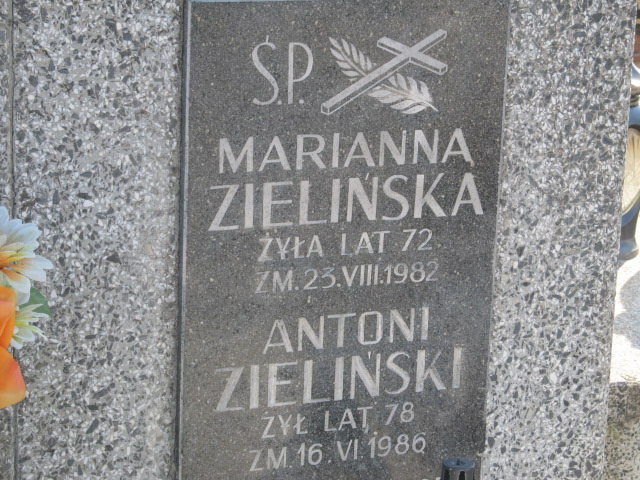 Ś.P.
MARIANNA
ZIELIŃSKA
ŻYŁA LAT 72
ZM. 23.VIII.1982
ANTONI
ZIELIŃSKI
ŻYŁ LAT 78
ZM. 16.VI.1986